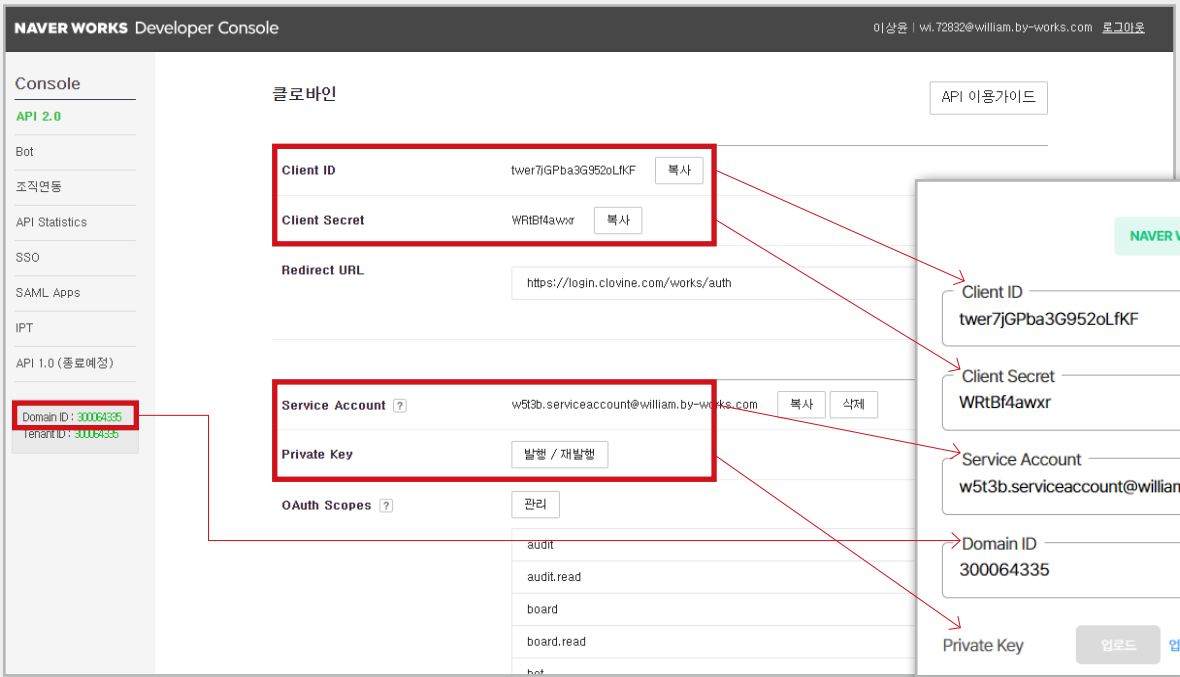 NAVER WORKS Developer Console
이상윤 | wi.72832@william.by-works.com 로그아웃
Console
API 2.0
Bot
조직연동
API Statistics
SSO
SAML Apps
IPT
API 1.0 (종료예정)
Domain ID : 300064335
Tenant ID : 300064335
클로바인
API 이용가이드
Client ID twer7jGPba3G952oLfKF 복사
Client Secret WRtBf4awxr 복사
Redirect URL https://login.clovine.com/works/auth
Service Account ? w5t3b.serviceaccount@william.by-works.com 복사 삭제
Private Key 발행 / 재발행
OAuth Scopes ? 관리
audit
audit.read
board
board.read
bot
NAVER W
Client ID
twer7jGPba3G952oLfKF
Client Secret
WRtBf4awxr
Service Account
w5t3b.serviceaccount@william
Domain ID
300064335
Private Key 업로드 업